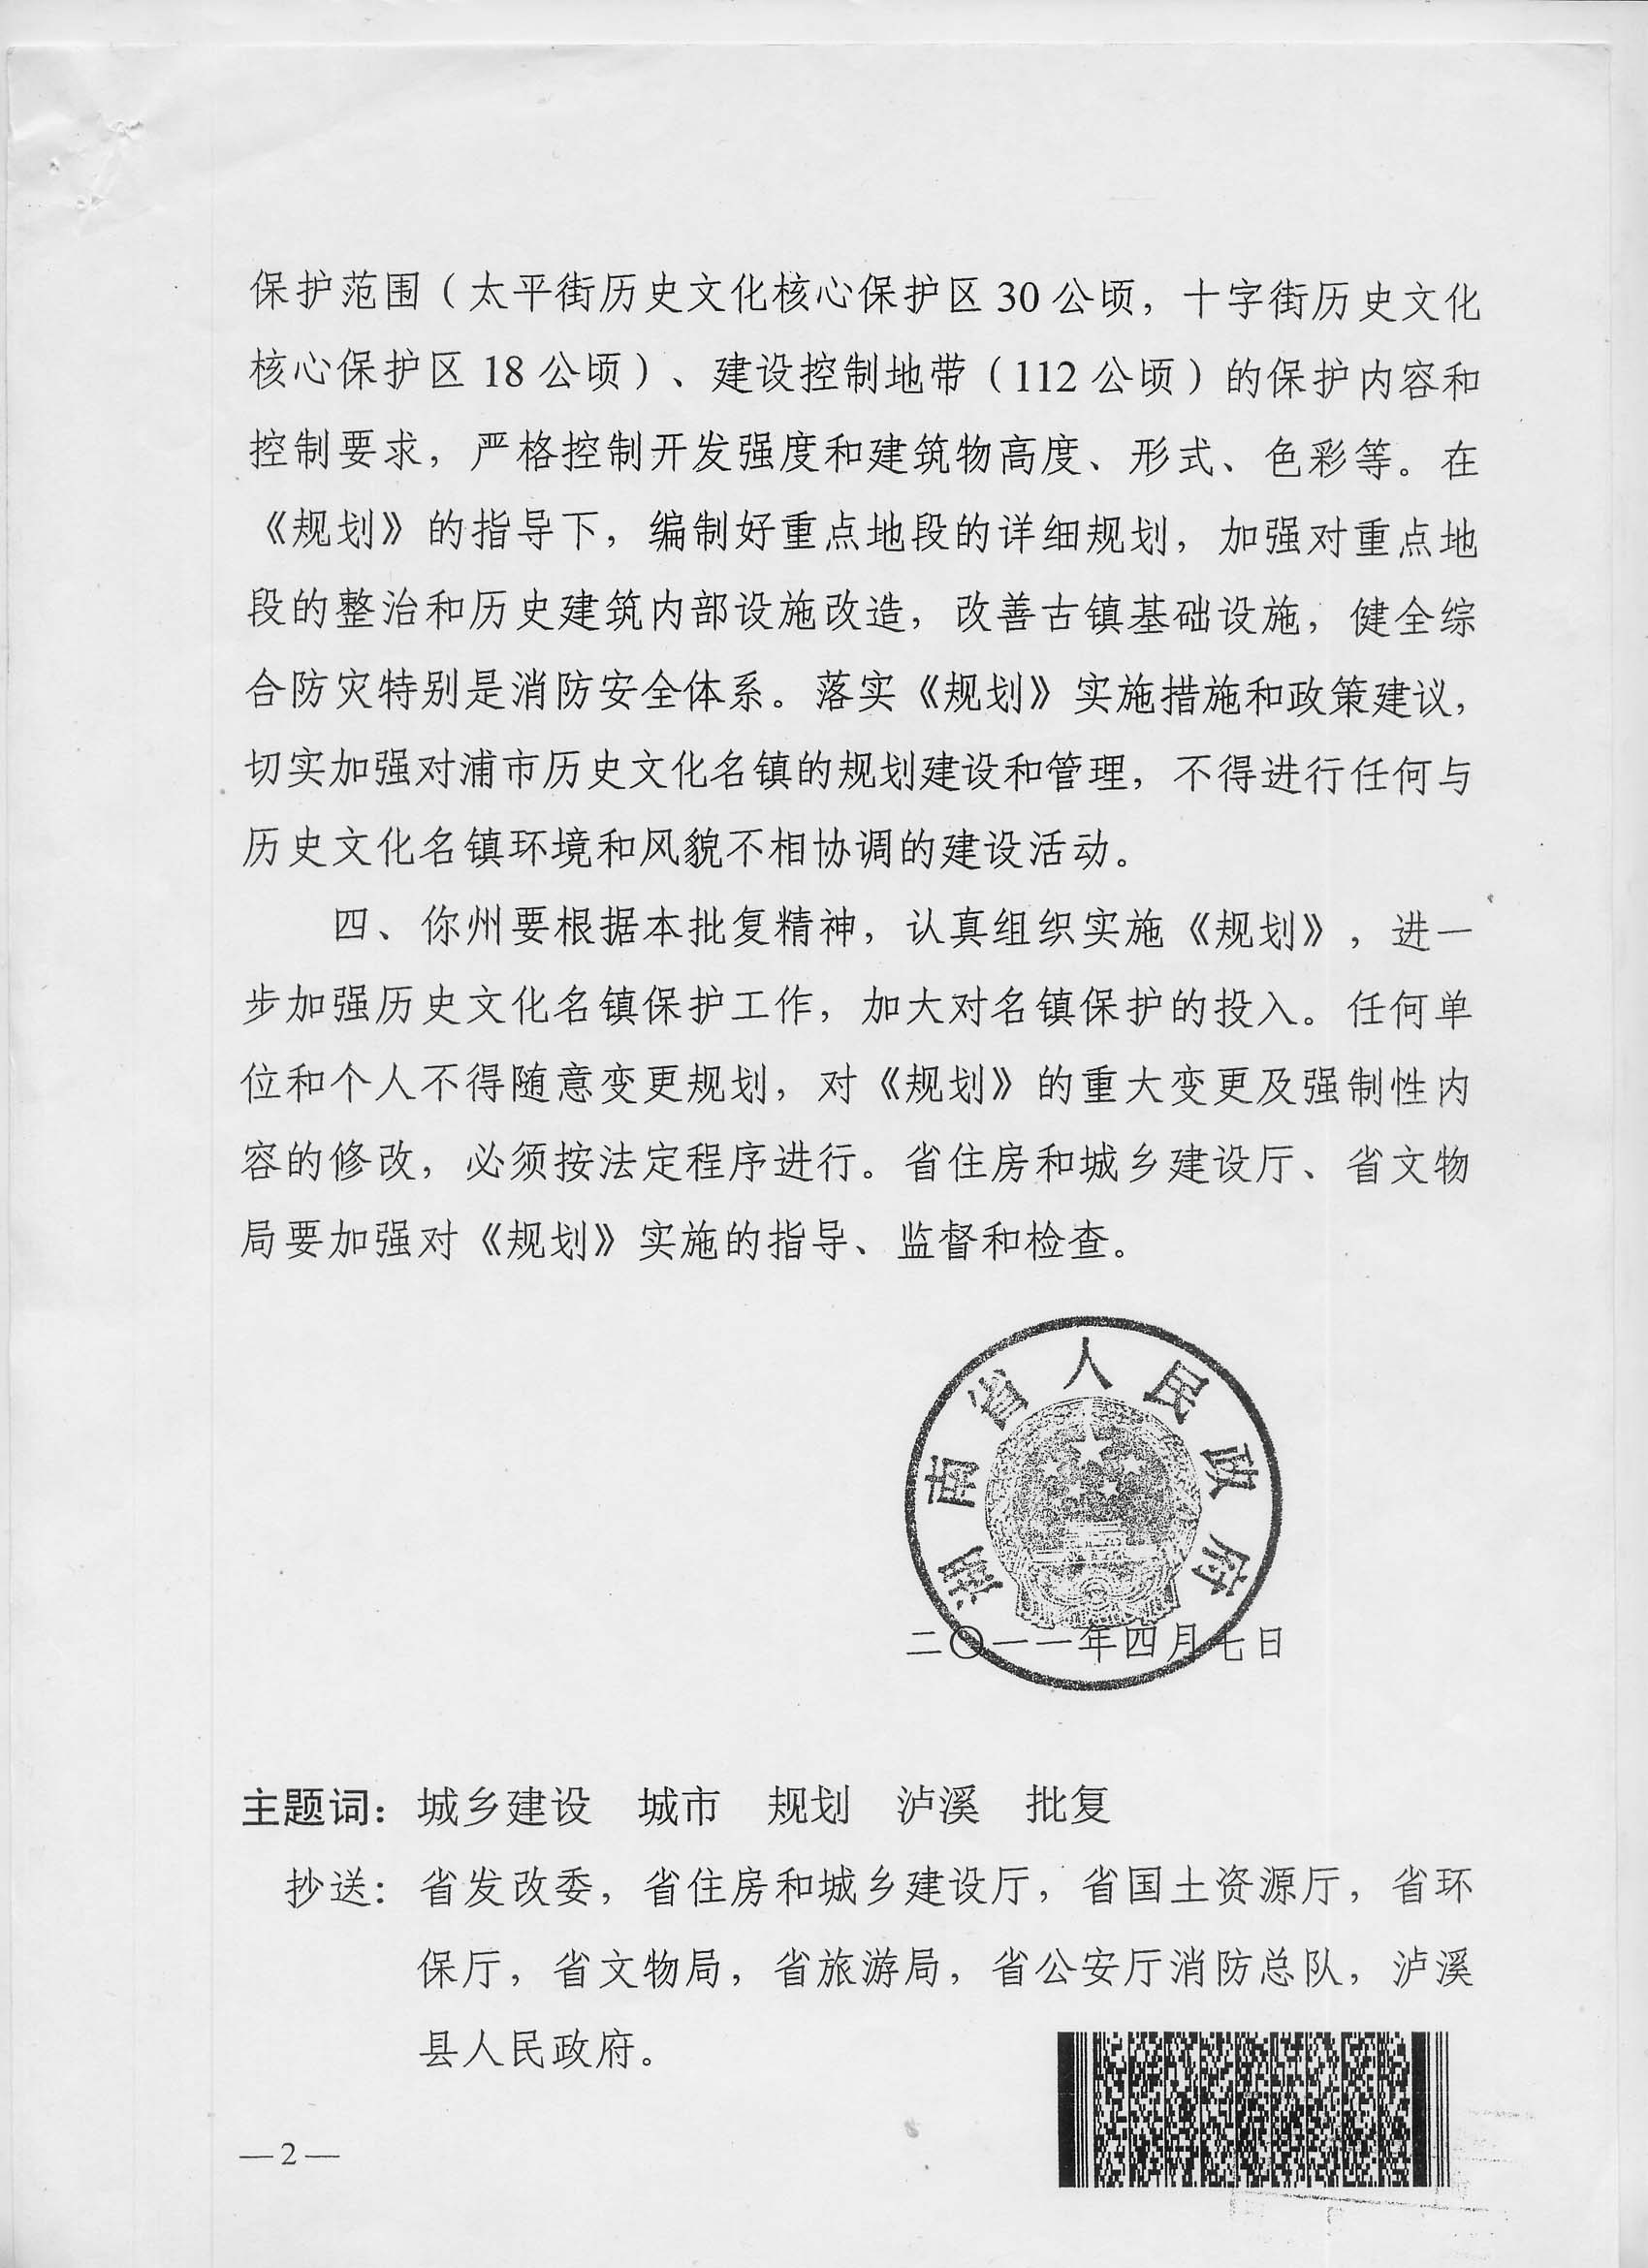 保护范围（太平街历史文化核心保护区30公顷，十字街历史文化
核心保护区18公顷）、建设控制地带（112公顷）的保护内容和
控制要求，严格控制开发强度和建筑物高度、形式、色彩等。在
《规划》的指导下，编制好重点地段的详细规划，加强对重点地
段的整治和历史建筑内部设施改造，改善古镇基础设施，健全综
合防灾特别是消防安全体系。落实《规划》实施措施和政策建议，
切实加强对浦市历史文化名镇的规划建设和管理，不得进行任何与
历史文化名镇环境和风貌不相协调的建设活动。
四、你州要根据本批复精神，认真组织实施《规划》，进一
步加强历史文化名镇保护工作，加大对名镇保护的投入。任何单
位和个人不得随意变更规划，对《规划》的重大变更及强制性内
容的修改，必须按法定程序进行。省住房和城乡建设厅、省文物
局要加强对《规划》实施的指导、监督和检查。
湖南省人民政府
二〇一一年四月七日
主题词：城乡建设 城市 规划 泸溪 批复
抄送：省发改委，省住房和城乡建设厅，省国土资源厅，省环
保厅，省文物局，省旅游局，省公安厅消防总队，泸溪
县人民政府。
—2—